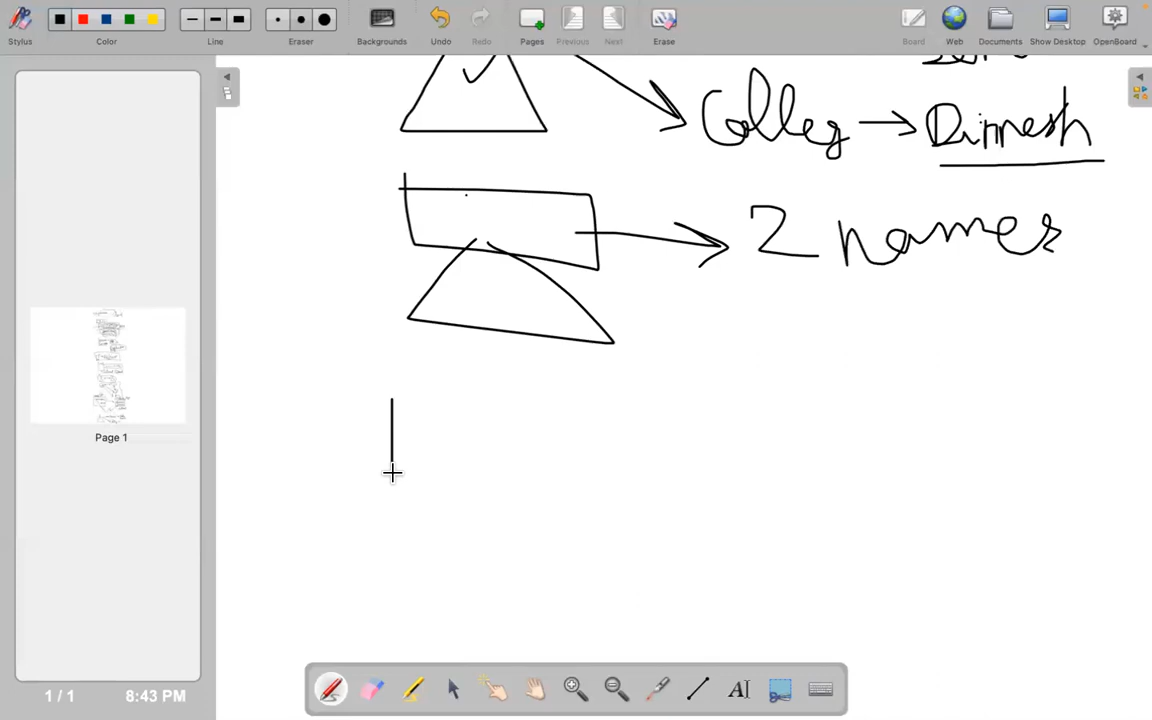 Stylus
Color
Line
Eraser
Backgrounds
Undo
Redo
Pages
Previous
Next
Erase
Board
Web
Documents
Show Desktop
OpenBoard
Colleg → Dinnesh
→ 2 names
Page 1
1 / 1
8:43 PM